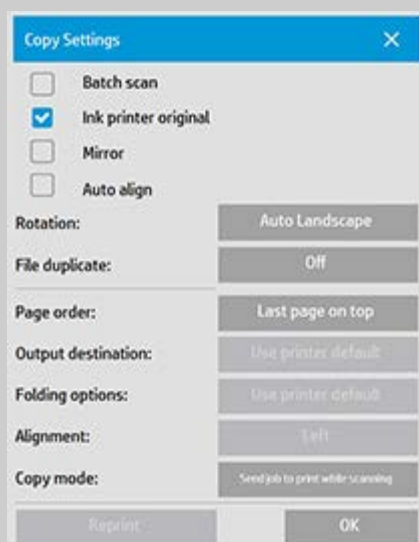 Copy Settings
Batch scan
Ink printer original
Mirror
Auto align
Rotation: Auto Landscape
File duplicate: Off
Page order: Last page on top
Output destination: Use printer default
Folding options: Use printer default
Alignment: Left
Copy mode: Send job to print while scanning
Reprint OK